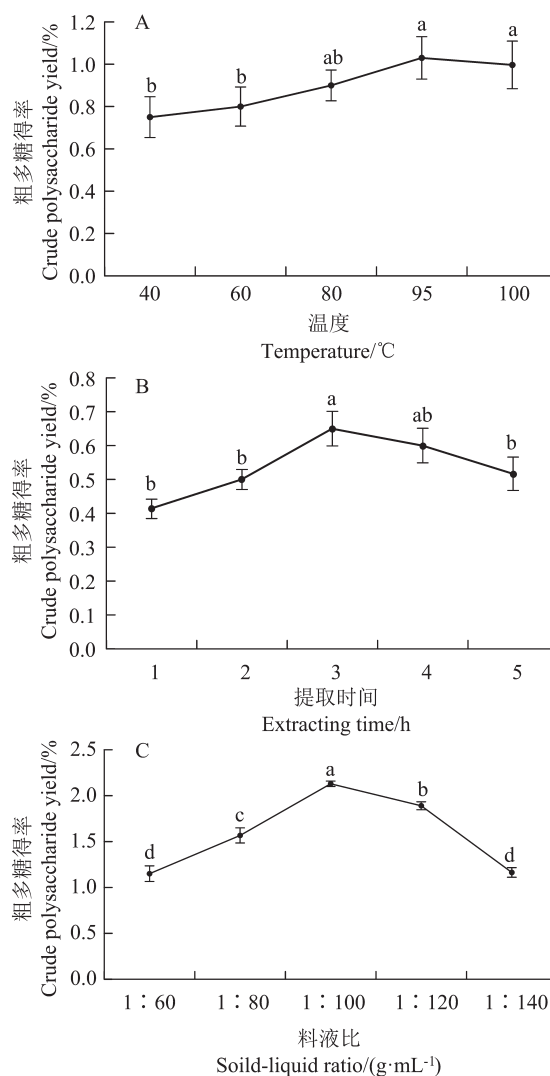 A
1.2
1.0
0.8
0.6
0.4
0.2
0.0
粗多糖得率
Crude polysaccharide yield/%
b
b
ab
a
a
40 60 80 95 100
温度
Temperature/℃
B
0.8
0.7
0.6
0.5
0.4
0.3
0.2
0.1
0.0
粗多糖得率
Crude polysaccharide yield/%
b
b
a
ab
b
1 2 3 4 5
提取时间
Extracting time/h
C
2.5
2.0
1.5
1.0
0.5
0.0
粗多糖得率
Crude polysaccharide yield/%
d
c
a
b
d
1∶60 1∶80 1∶100 1∶120 1∶140
料液比
Soild-liquid ratio/(g·mL⁻¹)